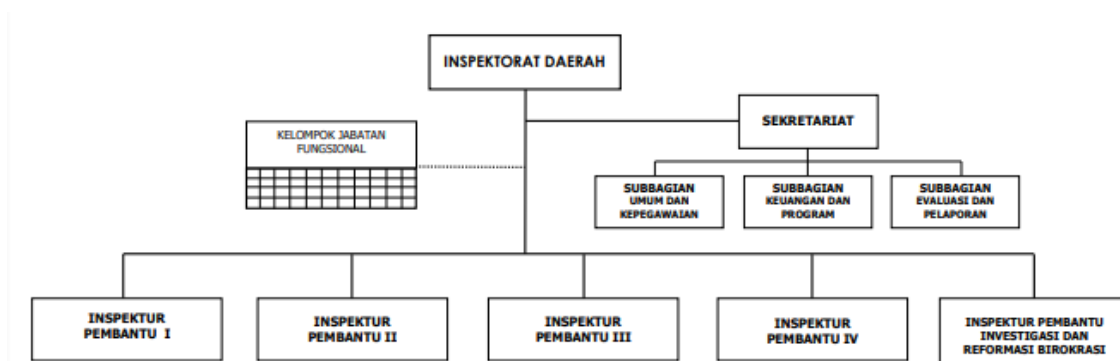 INSPEKTORAT DAERAH
SEKRETARIAT
KELOMPOK JABATAN
FUNGSIONAL
SUBBAGIAN
UMUM DAN
KEPEGAWAIAN
SUBBAGIAN
KEUANGAN DAN
PROGRAM
SUBBAGIAN
EVALUASI DAN
PELAPORAN
INSPEKTUR
PEMBANTU I
INSPEKTUR
PEMBANTU II
INSPEKTUR
PEMBANTU III
INSPEKTUR
PEMBANTU IV
INSPEKTUR PEMBANTU
INVESTIGASI DAN
REFORMASI BIROKRASI